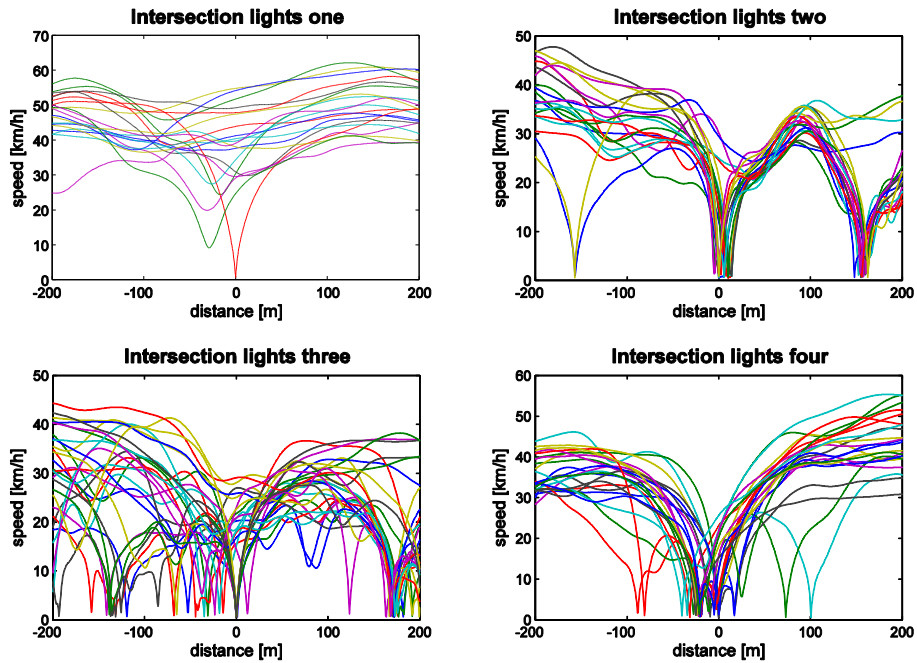 Intersection lights one
70
60
50
40
30
20
10
0
speed [km/h]
-200 -100 0 100 200
distance [m]
Intersection lights two
50
40
30
20
10
0
speed [km/h]
-200 -100 0 100 200
distance [m]
Intersection lights three
50
40
30
20
10
0
speed [km/h]
-200 -100 0 100 200
distance [m]
Intersection lights four
60
50
40
30
20
10
0
speed [km/h]
-200 -100 0 100 200
distance [m]